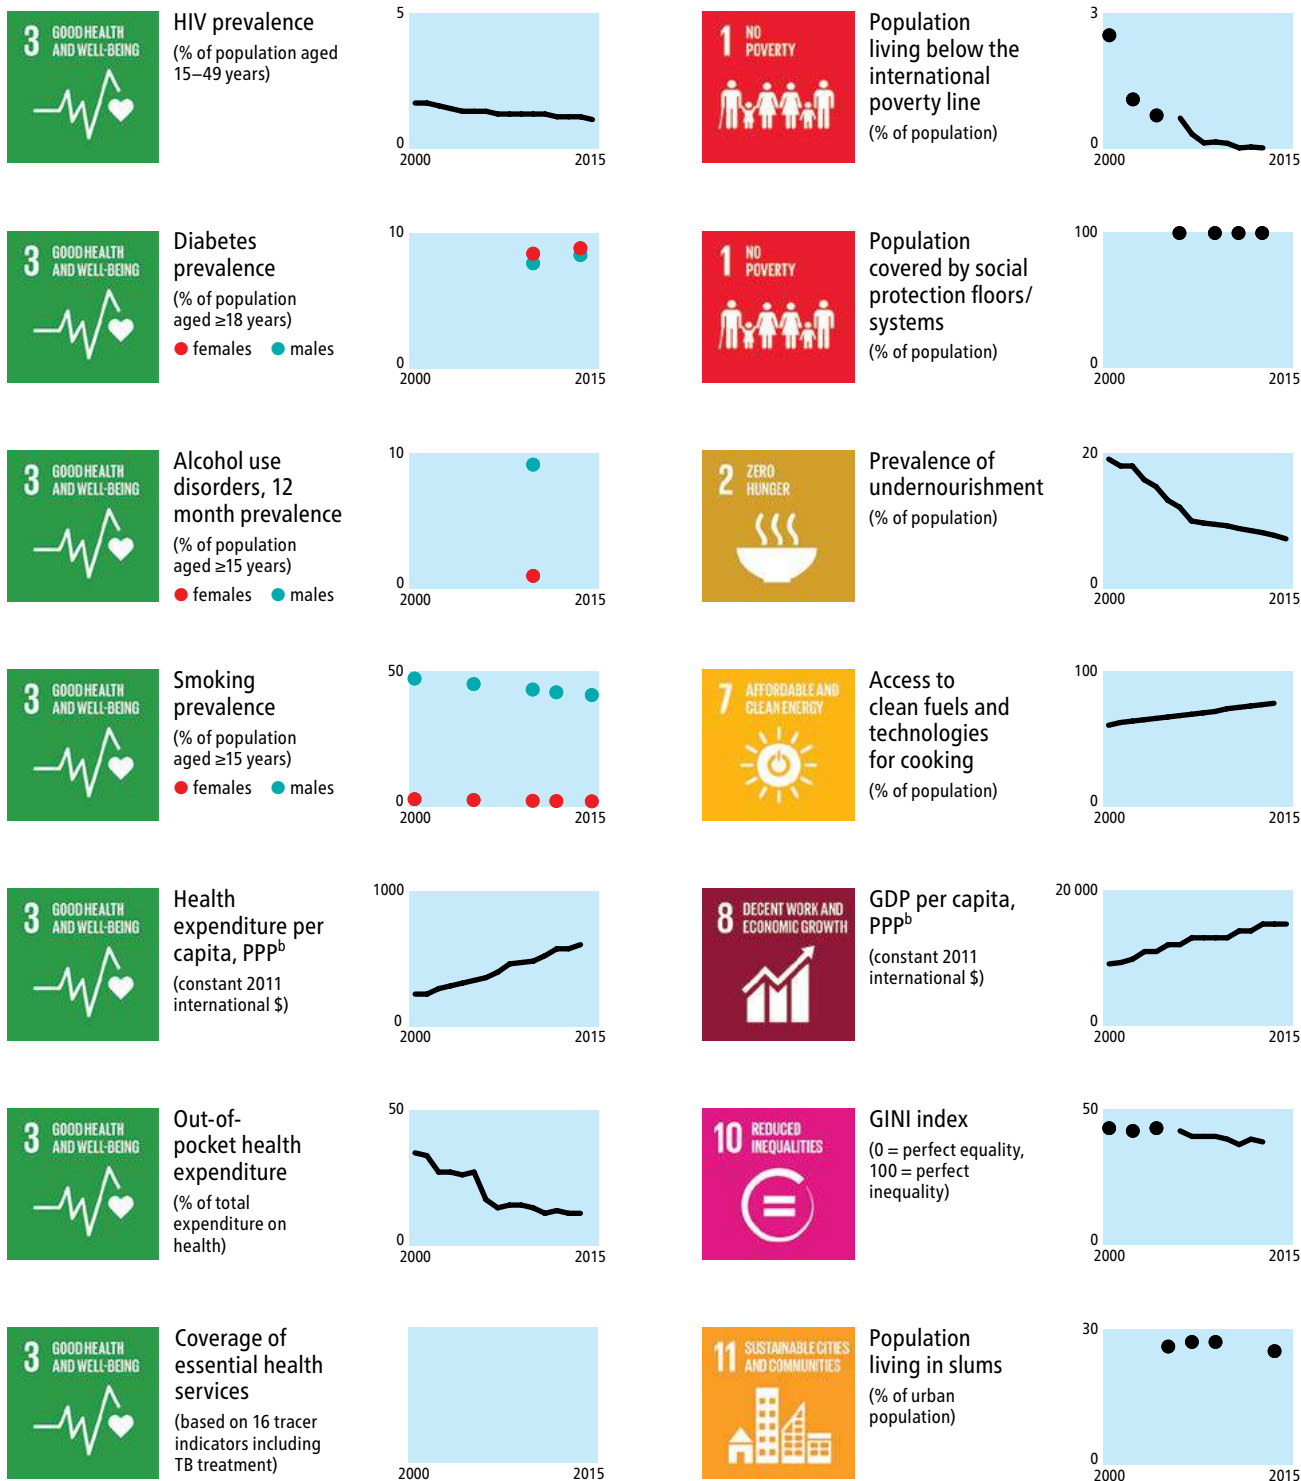 3 GOOD HEALTH
AND WELL-BEING
HIV prevalence
(% of population aged
15–49 years)
5
0
2000 2015
1 NO
POVERTY
Population
living below the
international
poverty line
(% of population)
3
0
2000 2015
3 GOOD HEALTH
AND WELL-BEING
Diabetes
prevalence
(% of population
aged ≥18 years)
females males
10
0
2000 2015
1 NO
POVERTY
Population
covered by social
protection floors/
systems
(% of population)
100
0
2000 2015
3 GOOD HEALTH
AND WELL-BEING
Alcohol use
disorders, 12
month prevalence
(% of population
aged ≥15 years)
females males
10
0
2000 2015
2 ZERO
HUNGER
Prevalence of
undernourishment
(% of population)
20
0
2000 2015
3 GOOD HEALTH
AND WELL-BEING
Smoking
prevalence
(% of population
aged ≥15 years)
females males
50
0
2000 2015
7 AFFORDABLE AND
CLEAN ENERGY
Access to
clean fuels and
technologies
for cooking
(% of population)
100
0
2000 2015
3 GOOD HEALTH
AND WELL-BEING
Health
expenditure per
capita, PPPb
(constant 2011
international $)
1000
0
2000 2015
8 DECENT WORK AND
ECONOMIC GROWTH
GDP per capita,
PPPb
(constant 2011
international $)
20 000
0
2000 2015
3 GOOD HEALTH
AND WELL-BEING
Out-of-
pocket health
expenditure
(% of total
expenditure on
health)
50
0
2000 2015
10 REDUCED
INEQUALITIES
GINI index
(0 = perfect equality,
100 = perfect
inequality)
50
0
2000 2015
3 GOOD HEALTH
AND WELL-BEING
Coverage of
essential health
services
(based on 16 tracer
indicators including
TB treatment)
2000 2015
11 SUSTAINABLE CITIES
AND COMMUNITIES
Population
living in slums
(% of urban
population)
30
0
2000 2015